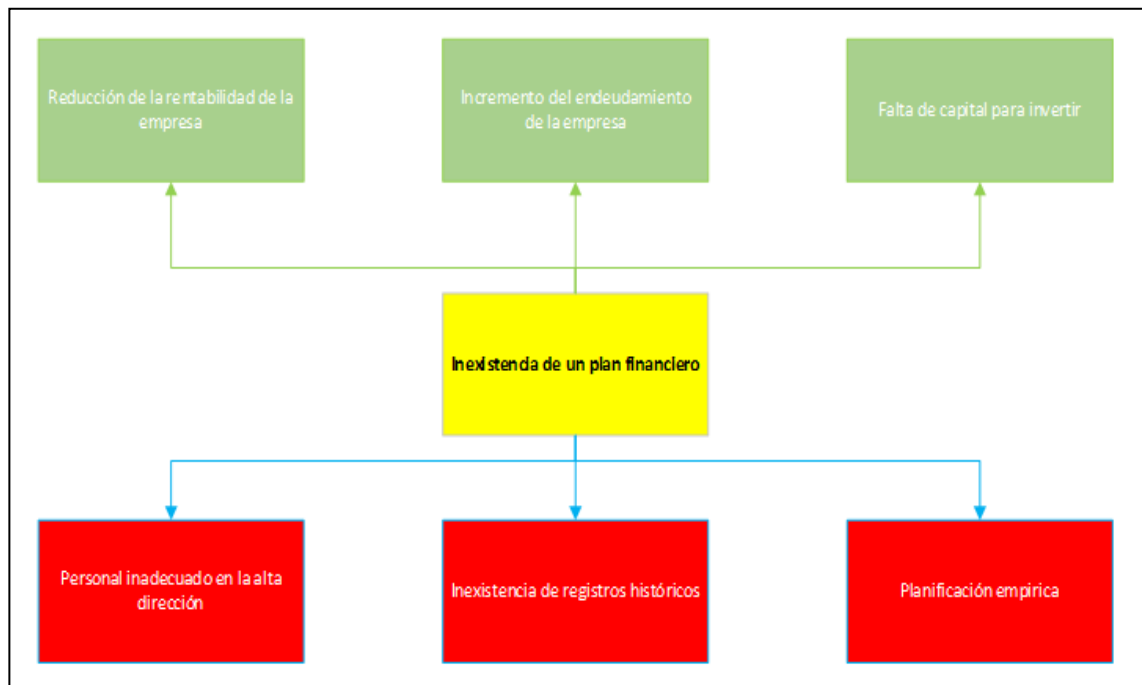 Reducción de la rentabilidad de la
empresa
Incremento del endeudamiento
de la empresa
Falta de capital para invertir
Inexistencia de un plan financiero
Personal inadecuado en la alta
dirección
Inexistencia de registros históricos
Planificación empirica